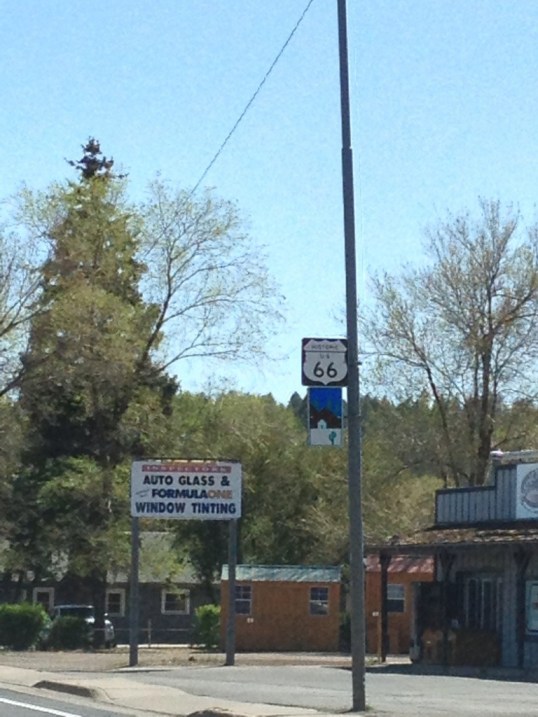 HISTORIC
U S
66
AUTO GLASS &
FORMULAONE
WINDOW TINTING